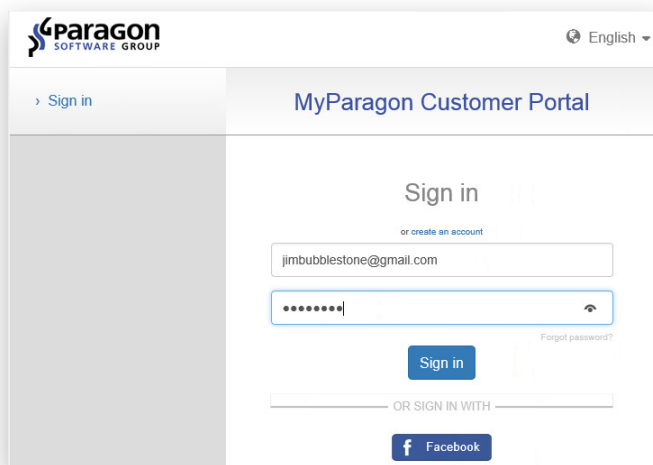 Paragon
SOFTWARE GROUP
English
› Sign in
MyParagon Customer Portal
Sign in
or create an account
jimbubblestone@gmail.com
••••••••
Forgot password?
Sign in
OR SIGN IN WITH
f Facebook